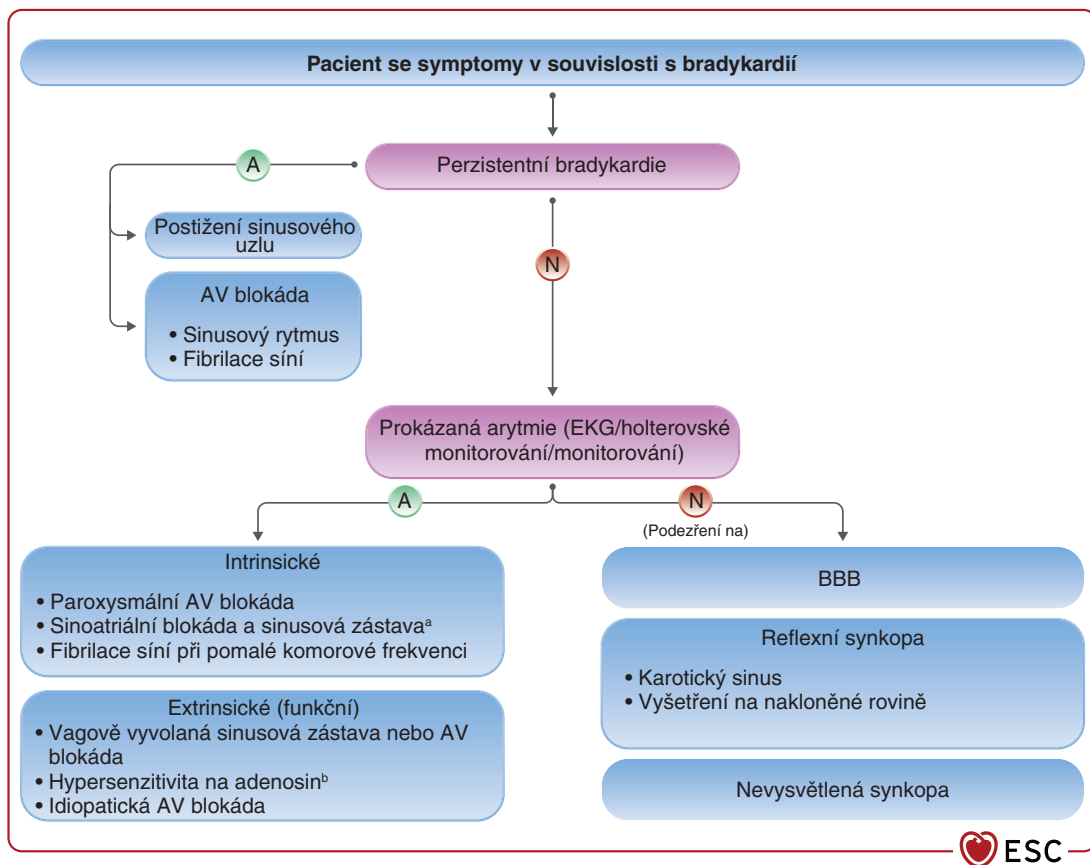 Pacient se symptomy v souvislosti s bradykardií
Perzistentní bradykardie
A
Postižení sinusového
uzlu
AV blokáda
• Sinusový rytmus
• Fibrilace síní
N
Prokázaná arytmie (EKG/holterovské
monitorování/monitorování)
A
N
(Podezření na)
Intrinsické
• Paroxysmální AV blokáda
• Sinoatriální blokáda a sinusová zástavaᵃ
• Fibrilace síní při pomalé komorové frekvenci
Extrinsické (funkční)
• Vagově vyvolaná sinusová zástava nebo AV
blokáda
• Hypersenzitivita na adenosinᵇ
• Idiopatická AV blokáda
BBB
Reflexní synkopa
• Karotický sinus
• Vyšetření na nakloněné rovině
Nevysvětlená synkopa
ESC